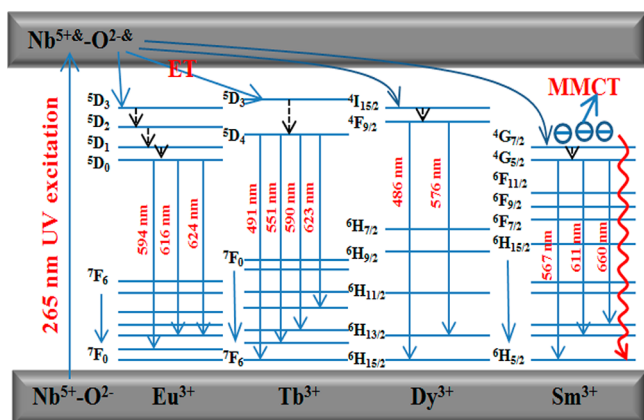 Nb5+&-O2-&
ET
MMCT
265 nm UV excitation
5D3
5D2
5D1
5D0
594 nm
616 nm
624 nm
7F6
7F0
5D3
5D4
491 nm
551 nm
590 nm
623 nm
7F0
7F6
4I15/2
4F9/2
486 nm
576 nm
6H7/2
6H9/2
6H11/2
6H13/2
6H15/2
4G7/2
4G5/2
6F11/2
6F9/2
6F7/2
6H15/2
567 nm
611 nm
660 nm
6H5/2
Nb5+-O2-
Eu3+
Tb3+
Dy3+
Sm3+